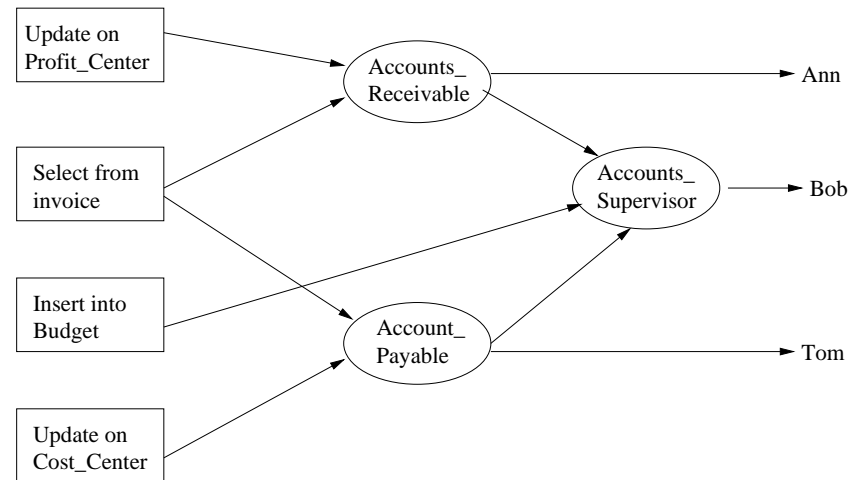 Update on
Profit_Center
Accounts_
Receivable
Ann
Select from
invoice
Accounts_
Supervisor
Bob
Insert into
Budget
Account_
Payable
Tom
Update on
Cost_Center